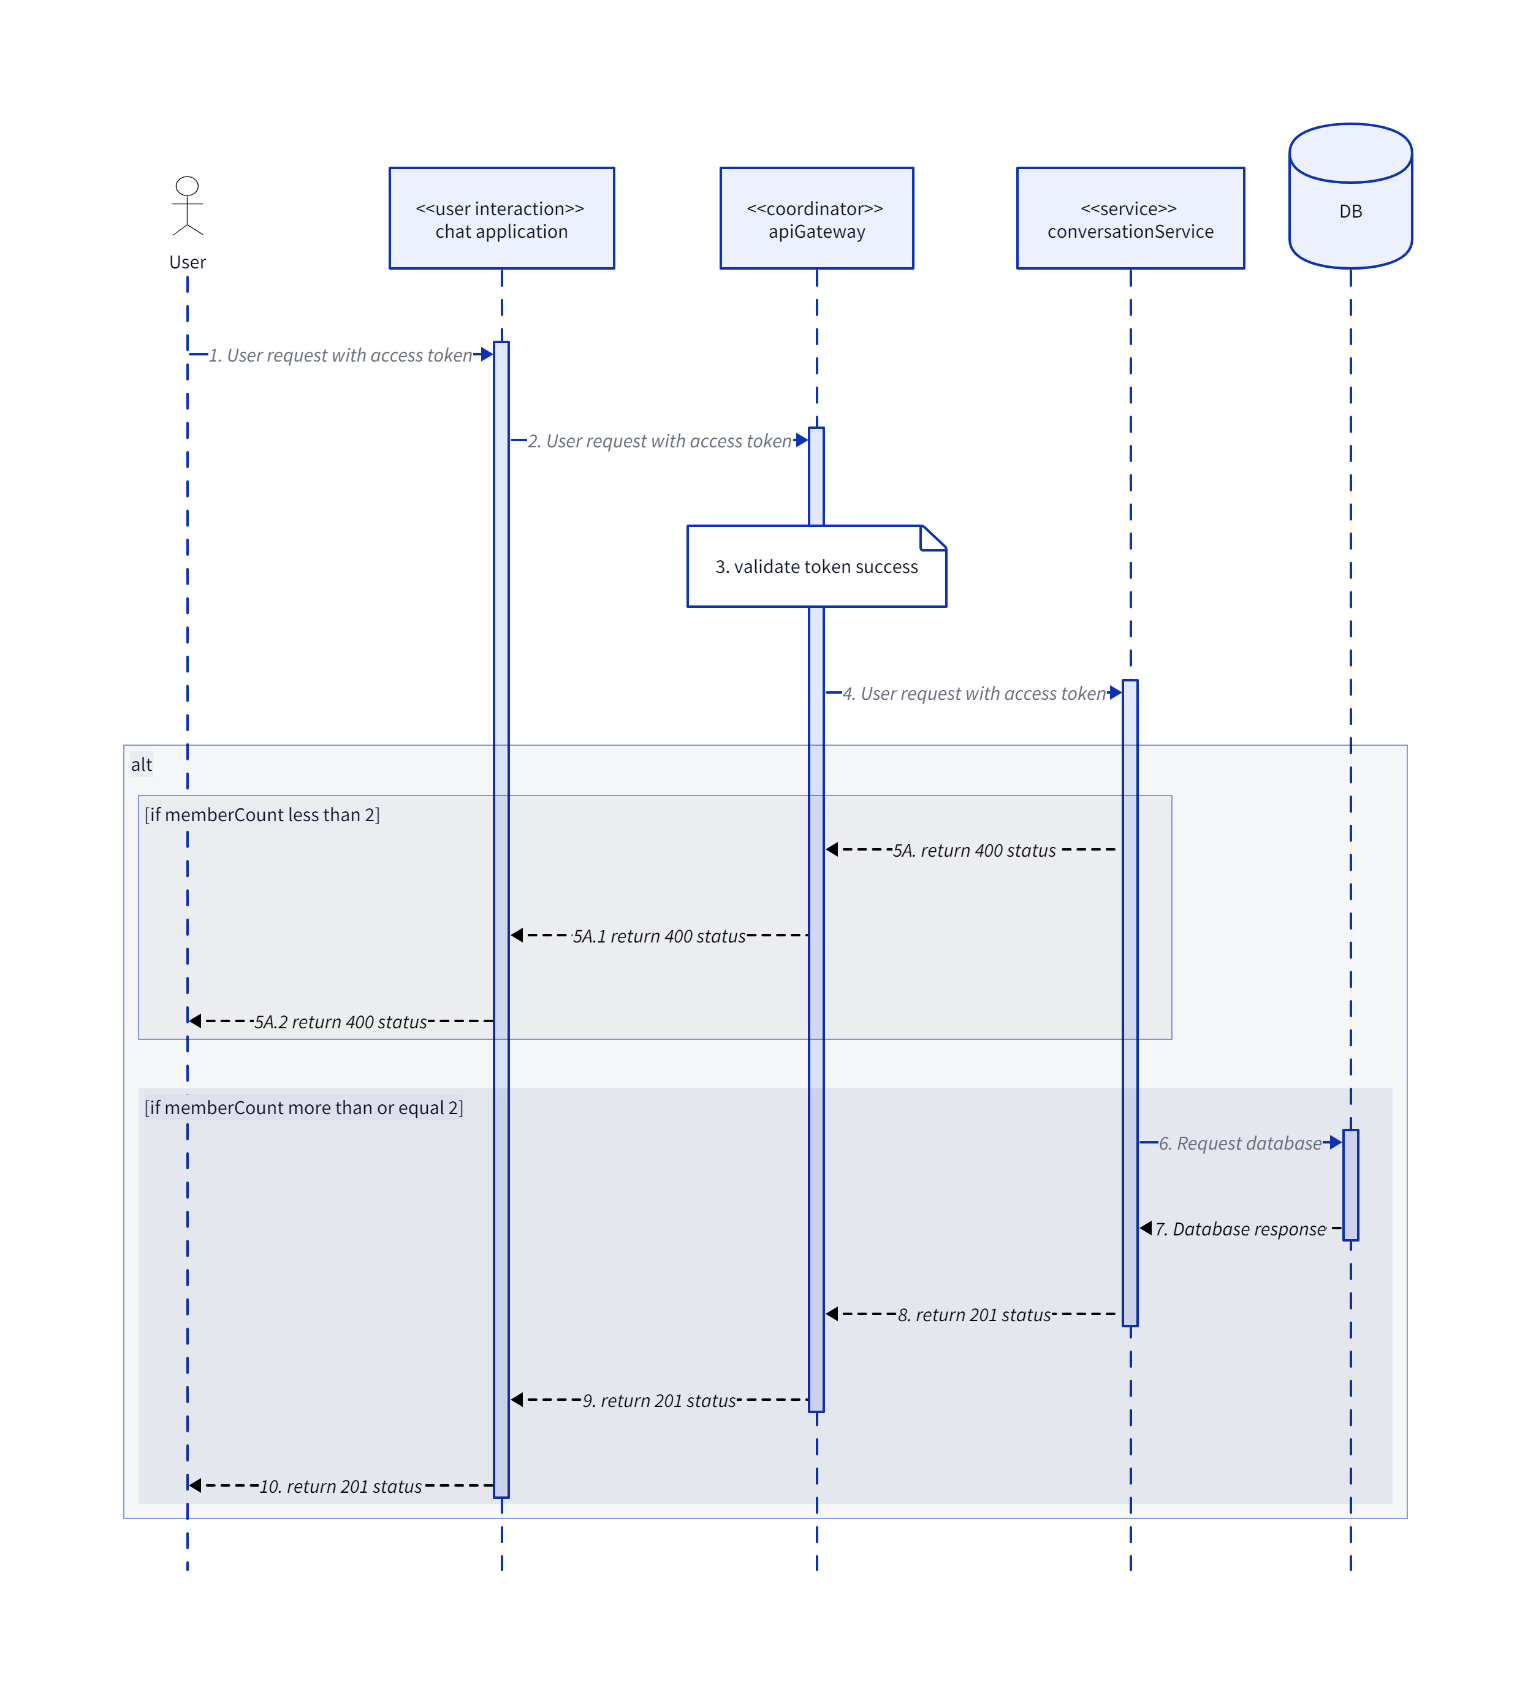 User
<<user interaction>>
chat application
<<coordinator>>
apiGateway
<<service>>
conversationService
DB
1. User request with access token
2. User request with access token
3. validate token success
4. User request with access token
alt
[if memberCount less than 2]
5A. return 400 status
5A.1 return 400 status
5A.2 return 400 status
[if memberCount more than or equal 2]
6. Request database
7. Database response
8. return 201 status
9. return 201 status
10. return 201 status